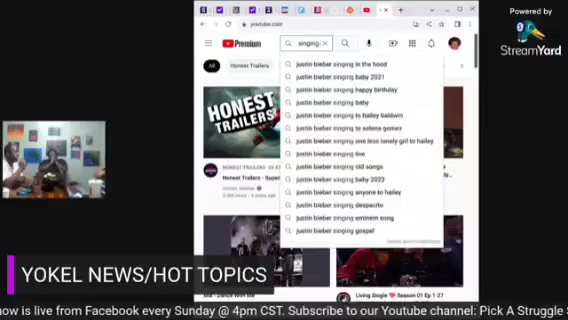 Powered by
StreamYard
youtube.com
Premium
singing
All
Honest Trailers
justin bieber singing in the hood
justin bieber singing baby 2021
justin bieber singing happy birthday
justin bieber singing baby
justin bieber singing to hailey baldwin
justin bieber singing to selena gomez
justin bieber singing one less lonely girl to hailey
justin bieber singing live
justin bieber singing old songs
justin bieber singing baby 2022
justin bieber singing anyone to hailey
justin bieber singing despacito
justin bieber singing eminem song
justin bieber singing gospel
HONEST
TRAILERS
Honest Trailers
Living Single
Season 01 Ep 1-27
YOKEL NEWS/HOT TOPICS
how is live from Facebook every Sunday @ 4pm CST. Subscribe to our Youtube channel: Pick A Struggle S